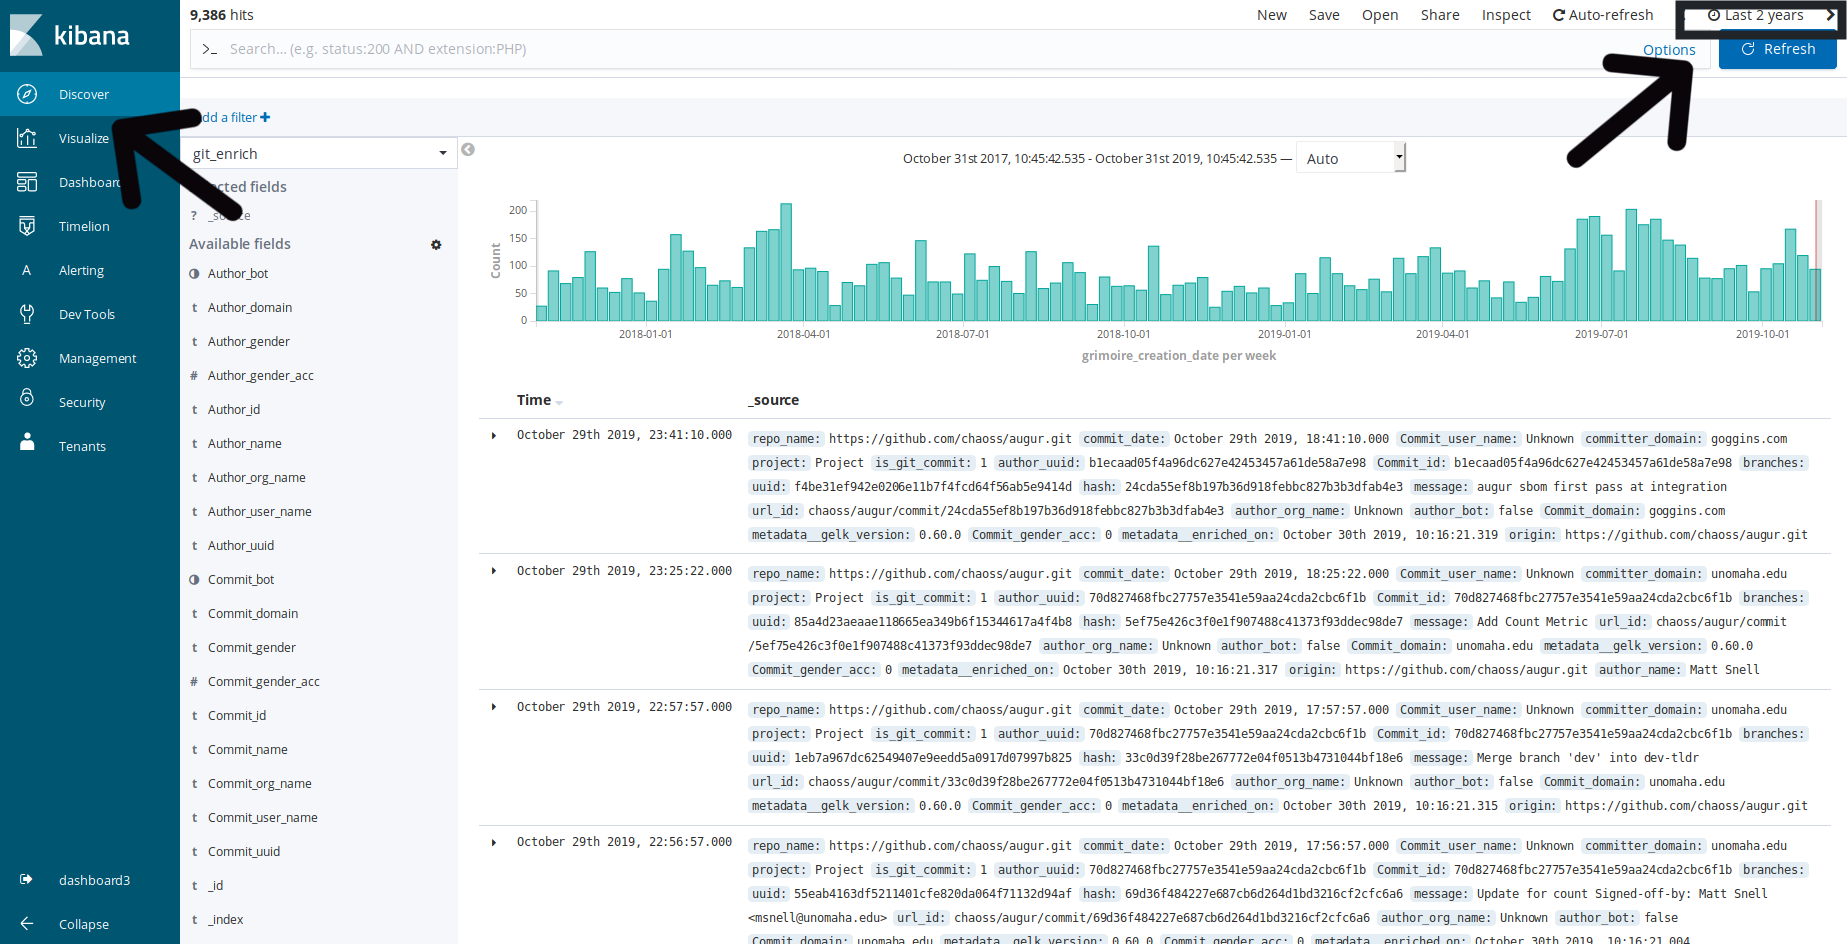 kibana
Discover
Visualize
Timelion
A Alerting
Dev Tools
Management
Security
Tenants
dashboard3
Collapse
9,386 hits
New Save Open Share Inspect Auto-refresh Last 2 years
>_ Search... (e.g. status:200 AND extension:PHP)
Options
Refresh
a filter
git_enrich
fields
?
Available fields
Author_bot
t Author_domain
t Author_gender
# Author_gender_acc
t Author_id
t Author_name
t Author_org_name
t Author_user_name
t Author_uuid
Commit_bot
t Commit_domain
t Commit_gender
# Commit_gender_acc
t Commit_id
t Commit_name
t Commit_org_name
t Commit_user_name
t Commit_uuid
t _id
t _index
October 31st 2017, 10:45:42.535 - October 31st 2019, 10:45:42.535 — Auto
Count
200
150
100
50
0
2018-01-01 2018-04-01 2018-07-01 2018-10-01 2019-01-01 2019-04-01 2019-07-01 2019-10-01
grimoire_creation_date per week
Time _source
October 29th 2019, 23:41:10.000
repo_name: https://github.com/chaoss/augur.git commit_date: October 29th 2019, 18:41:10.000 Commit_user_name: Unknown committer_domain: goggins.com
project: Project is_git_commit: 1 author_uuid: b1ecaad05f4a96dc627e42453457a61de58a7e98 Commit_id: b1ecaad05f4a96dc627e42453457a61de58a7e98 branches:
uuid: f4be31ef942e0206e11b7f4fcd64f56ab5e9414d hash: 24cda55ef8b197b36d918febbc827b3b3dfab4e3 message: augur sbom first pass at integration
url_id: chaoss/augur/commit/24cda55ef8b197b36d918febbc827b3b3dfab4e3 author_org_name: Unknown author_bot: false Commit_domain: goggins.com
metadata__gelk_version: 0.60.0 Commit_gender_acc: 0 metadata__enriched_on: October 30th 2019, 10:16:21.319 origin: https://github.com/chaoss/augur.git
October 29th 2019, 23:25:22.000
repo_name: https://github.com/chaoss/augur.git commit_date: October 29th 2019, 18:25:22.000 Commit_user_name: Unknown committer_domain: unomaha.edu
project: Project is_git_commit: 1 author_uuid: 70d827468fbc27757e3541e59aa24cda2cbc6f1b Commit_id: 70d827468fbc27757e3541e59aa24cda2cbc6f1b branches:
uuid: 85a4d23aeaae118665ea349b6f15344617a4f4b8 hash: 5ef75e426c3f0e1f907488c41373f93ddec98de7 message: Add Count Metric url_id: chaoss/augur/commit
/5ef75e426c3f0e1f907488c41373f93ddec98de7 author_org_name: Unknown author_bot: false Commit_domain: unomaha.edu metadata__gelk_version: 0.60.0
Commit_gender_acc: 0 metadata__enriched_on: October 30th 2019, 10:16:21.317 origin: https://github.com/chaoss/augur.git author_name: Matt Snell
October 29th 2019, 22:57:57.000
repo_name: https://github.com/chaoss/augur.git commit_date: October 29th 2019, 17:57:57.000 Commit_user_name: Unknown committer_domain: unomaha.edu
project: Project is_git_commit: 1 author_uuid: 70d827468fbc27757e3541e59aa24cda2cbc6f1b Commit_id: 70d827468fbc27757e3541e59aa24cda2cbc6f1b branches:
uuid: 1eb7a967dc62549407e9eedd5a0917d07997b825 hash: 33c0d39f28be267772e04f0513b4731044bf18e6 message: Merge branch 'dev' into dev-tldr
url_id: chaoss/augur/commit/33c0d39f28be267772e04f0513b4731044bf18e6 author_org_name: Unknown author_bot: false Commit_domain: unomaha.edu
metadata__gelk_version: 0.60.0 Commit_gender_acc: 0 metadata__enriched_on: October 30th 2019, 10:16:21.315 origin: https://github.com/chaoss/augur.git
October 29th 2019, 22:56:57.000
repo_name: https://github.com/chaoss/augur.git commit_date: October 29th 2019, 17:56:57.000 Commit_user_name: Unknown committer_domain: unomaha.edu
project: Project is_git_commit: 1 author_uuid: 70d827468fbc27757e3541e59aa24cda2cbc6f1b Commit_id: 70d827468fbc27757e3541e59aa24cda2cbc6f1b branches:
uuid: 55eab4163df5211401cfe820da064f71132d94af hash: 69d36f484227e687cb6d264d1bd3216cf2cfc6a6 message: Update for count Signed-off-by: Matt Snell
<msnell@unomaha.edu> url_id: chaoss/augur/commit/69d36f484227e687cb6d264d1bd3216cf2cfc6a6 author_org_name: Unknown author_bot: false
Commit_domain: unomaha.edu metadata__gelk_version: 0.60.0 Commit_gender_acc: 0 metadata__enriched_on: October 30th 2019, 10:16:21.004